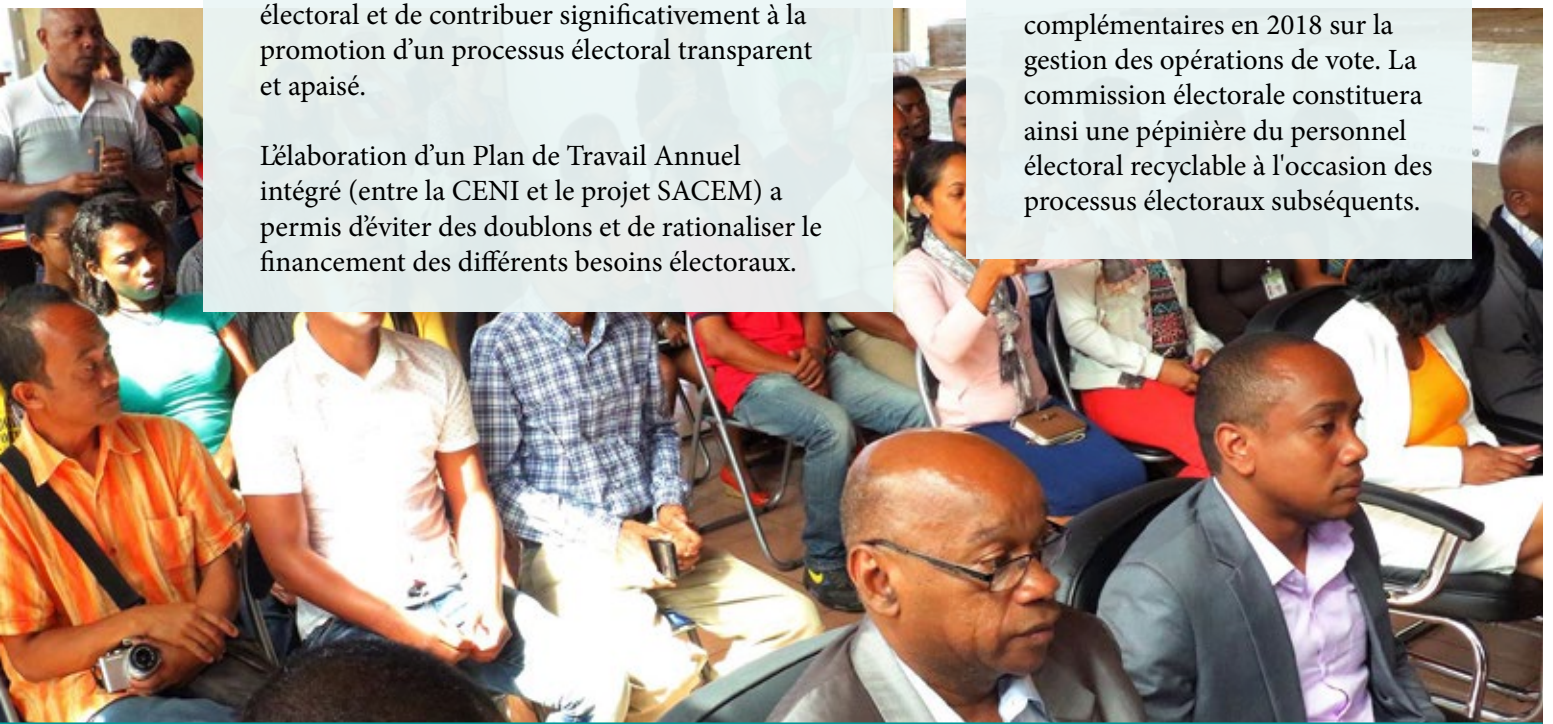 électoral et de contribuer significativement à la
promotion d’un processus électoral transparent
et apaisé.
L’élaboration d’un Plan de Travail Annuel
intégré (entre la CENI et le projet SACEM) a
permis d’éviter des doublons et de rationaliser le
financement des différents besoins électoraux.
complémentaires en 2018 sur la
gestion des opérations de vote. La
commission électorale constituera
ainsi une pépinière du personnel
électoral recyclable à l'occasion des
processus électoraux subséquents.